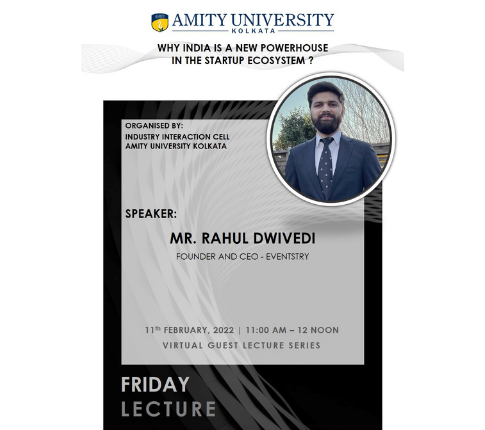 AMITY UNIVERSITY
KOLKATA
WHY INDIA IS A NEW POWERHOUSE
IN THE STARTUP ECOSYSTEM ?
ORGANISED BY:
INDUSTRY INTERACTION CELL
AMITY UNIVERSITY KOLKATA
SPEAKER:
MR. RAHUL DWIVEDI
FOUNDER AND CEO - EVENTSTRY
11th FEBRUARY, 2022 | 11:00 AM – 12 NOON
VIRTUAL GUEST LECTURE SERIES
FRIDAY
LECTURE